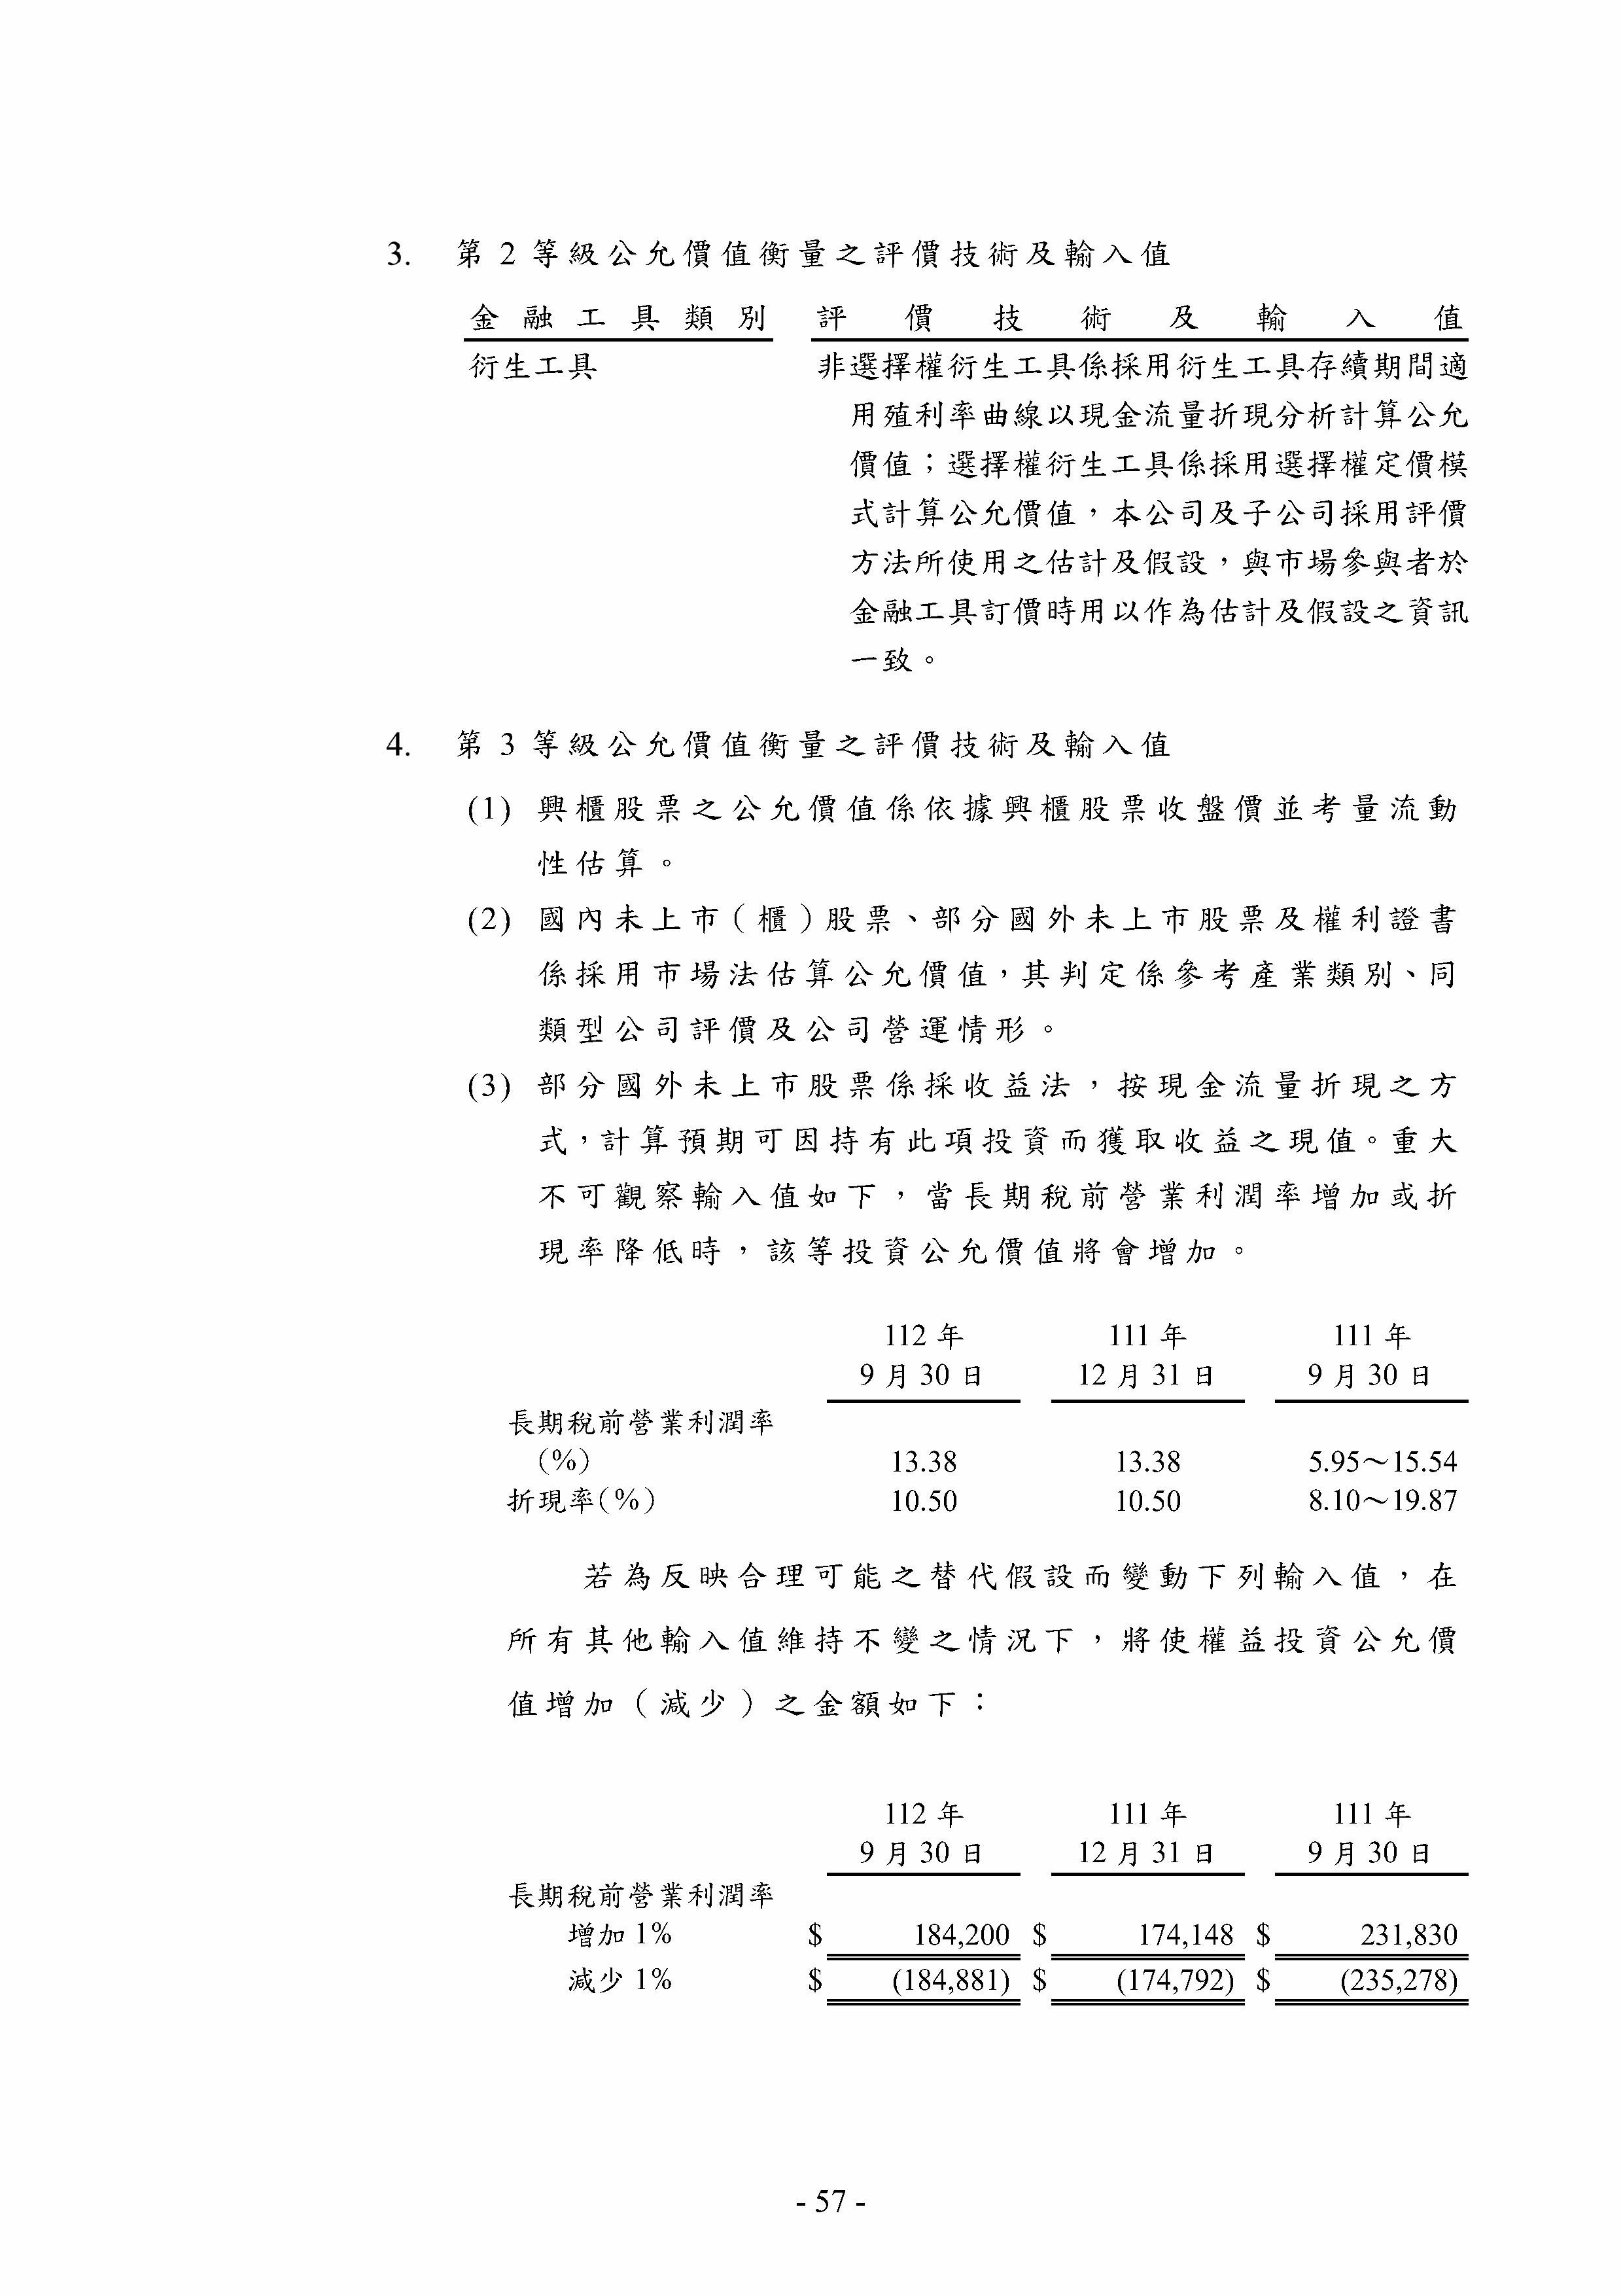 3. 第 2 等級公允價值衡量之評價技術及輸入值
金融工具類別 評價技術及輸入值
衍生工具 非選擇權衍生工具係採用衍生工具存續期間適
用殖利率曲線以現金流量折現分析計算公允
價值；選擇權衍生工具係採用選擇權定價模
式計算公允價值，本公司及子公司採用評價
方法所使用之估計及假設，與市場參與者於
金融工具訂價時用以作為估計及假設之資訊
一致。
4. 第 3 等級公允價值衡量之評價技術及輸入值
(1) 興櫃股票之公允價值係依據興櫃股票收盤價並考量流動
性估算。
(2) 國內未上市（櫃）股票、部分國外未上市股票及權利證書
係採用市場法估算公允價值，其判定係參考產業類別、同
類型公司評價及公司營運情形。
(3) 部分國外未上市股票係採收益法，按現金流量折現之方
式，計算預期可因持有此項投資而獲取收益之現值。重大
不可觀察輸入值如下，當長期稅前營業利潤率增加或折
現率降低時，該等投資公允價值將會增加。
112 年 111 年 111 年
9 月 30 日 12 月 31 日 9 月 30 日
長期稅前營業利潤率
(%) 13.38 13.38 5.95～15.54
折現率(%) 10.50 10.50 8.10～19.87
若為反映合理可能之替代假設而變動下列輸入值，在
所有其他輸入值維持不變之情況下，將使權益投資公允價
值增加（減少）之金額如下：
112 年 111 年 111 年
9 月 30 日 12 月 31 日 9 月 30 日
長期稅前營業利潤率
增加 1% $ 184,200 $ 174,148 $ 231,830
減少 1% $ (184,881) $ (174,792) $ (235,278)
- 57 -